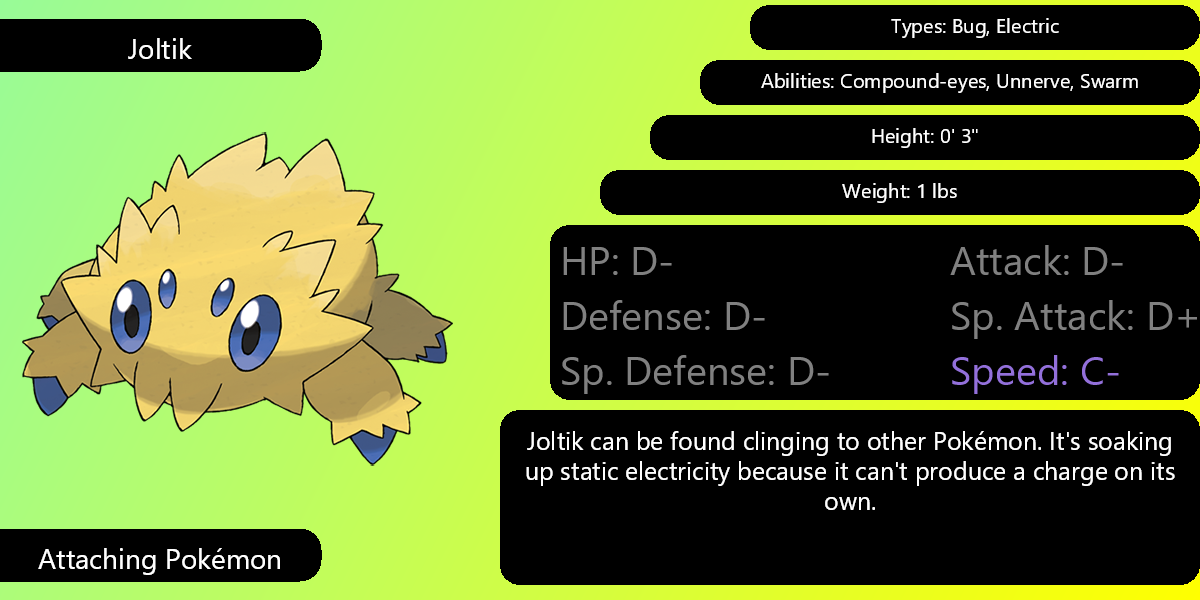 Joltik
Types: Bug, Electric
Abilities: Compound-eyes, Unnerve, Swarm
Height: 0' 3"
Weight: 1 lbs
HP: D-
Attack: D-
Defense: D-
Sp. Attack: D+
Sp. Defense: D-
Speed: C-
Joltik can be found clinging to other Pokémon. It's soaking
up static electricity because it can't produce a charge on its
own.
Attaching Pokémon